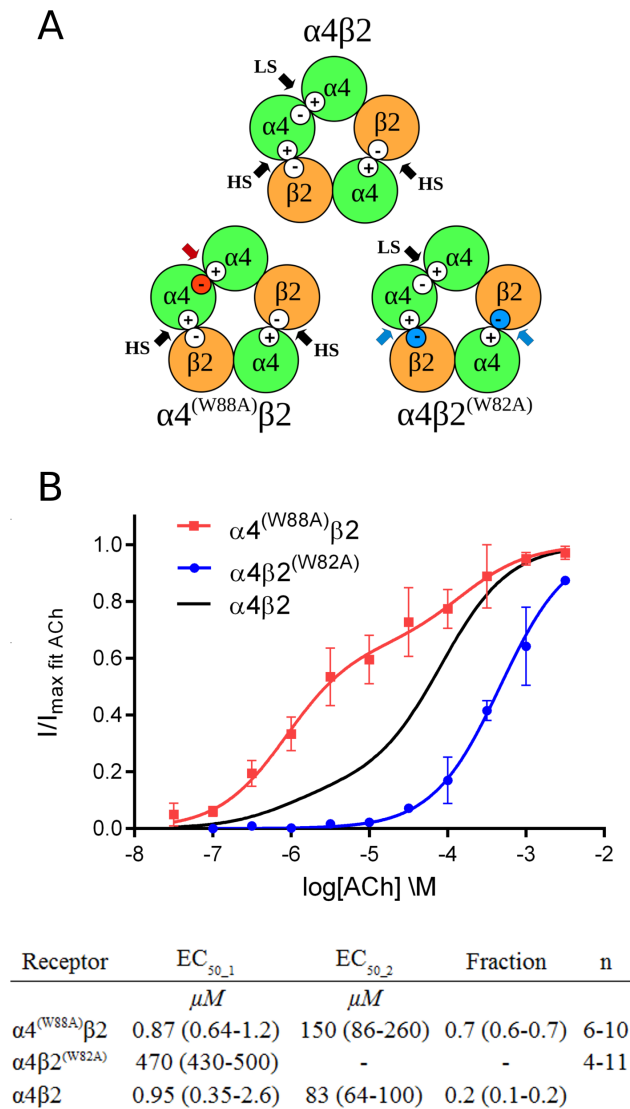 A
α4β2
LS
α4
+
-
α4
β2
-
+
-
+
HS
HS
β2
α4
LS
α4
α4
+
+
-
-
α4
β2
α4
β2
+
-
-
+
+
-
-
+
HS
HS
β2
α4
β2
α4
α4(W88A)β2
α4β2(W82A)
B
α4(W88A)β2
α4β2(W82A)
α4β2
I/Imax fit ACh
1.0
0.8
0.6
0.4
0.2
0.0
-8 -7 -6 -5 -4 -3 -2
log[ACh] \M
Receptor EC50_1 EC50_2 Fraction n
μM μM
α4(W88A)β2 0.87 (0.64-1.2) 150 (86-260) 0.7 (0.6-0.7) 6-10
α4β2(W82A) 470 (430-500) - - 4-11
α4β2 0.95 (0.35-2.6) 83 (64-100) 0.2 (0.1-0.2)